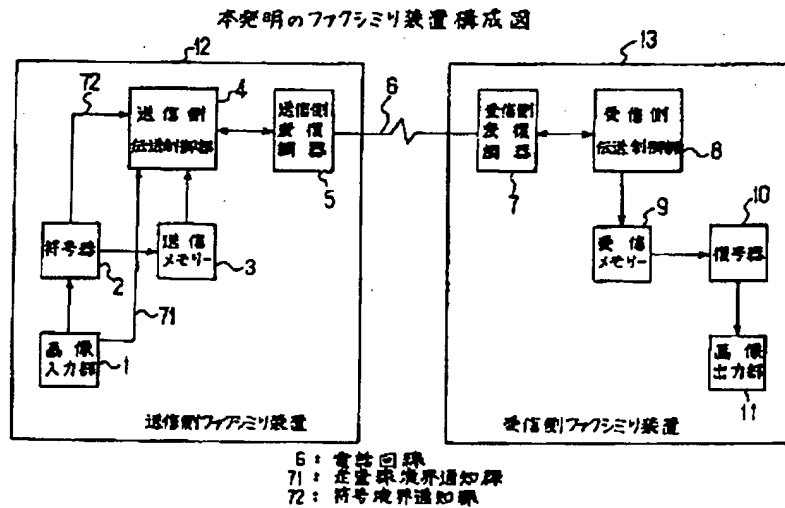 本発明のファクシミリ装置構成図
12
13
72
4
送信側
伝送制御部
送信側
変復
調器
5
6
受信側
変復
調器
7
受信側
伝送制御部
8
符号器
2
送信
メモリー
3
71
画像
入力部
1
送信側ファクシミリ装置
9
受信
メモリー
10
復号器
画像
出力部
11
受信側ファクシミリ装置
6: 電話回線
71: 走査線境界通知線
72: 符号境界通知線